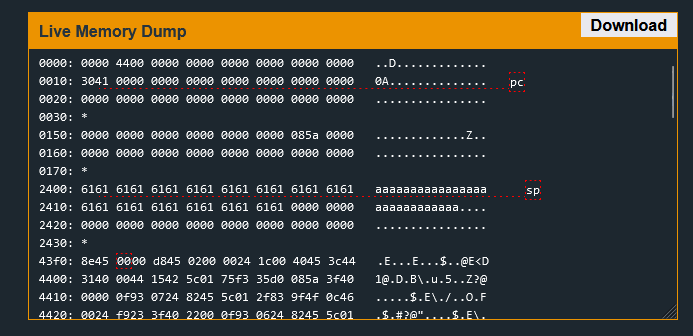 Live Memory Dump Download
0000: 0000 4400 0000 0000 0000 0000 0000 0000 ..D.............
0010: 3041 0000 0000 0000 0000 0000 0000 0000 0A.............. pc
0020: 0000 0000 0000 0000 0000 0000 0000 0000 ................
0030: *
0150: 0000 0000 0000 0000 0000 0000 085a 0000 .............Z..
0160: 0000 0000 0000 0000 0000 0000 0000 0000 ................
0170: *
2400: 6161 6161 6161 6161 6161 6161 6161 6161 aaaaaaaaaaaaaaaa sp
2410: 6161 6161 6161 6161 6161 6161 0000 0000 aaaaaaaaaaaa....
2420: 0000 0000 0000 0000 0000 0000 0000 0000 ................
2430: *
43f0: 8e45 0000 d845 0200 0024 1c00 4045 3c44 .E...E...$..@E<D
4400: 3140 0044 1542 5c01 75f3 35d0 085a 3f40 1@.D.B\.u.5..Z?@
4410: 0000 0f93 0724 8245 5c01 2f83 9f4f 0c46 .....$.E\./..O.F
4420: 0024 f923 3f40 2200 0f93 0624 8245 5c01 .$.#?@"....$.E\.